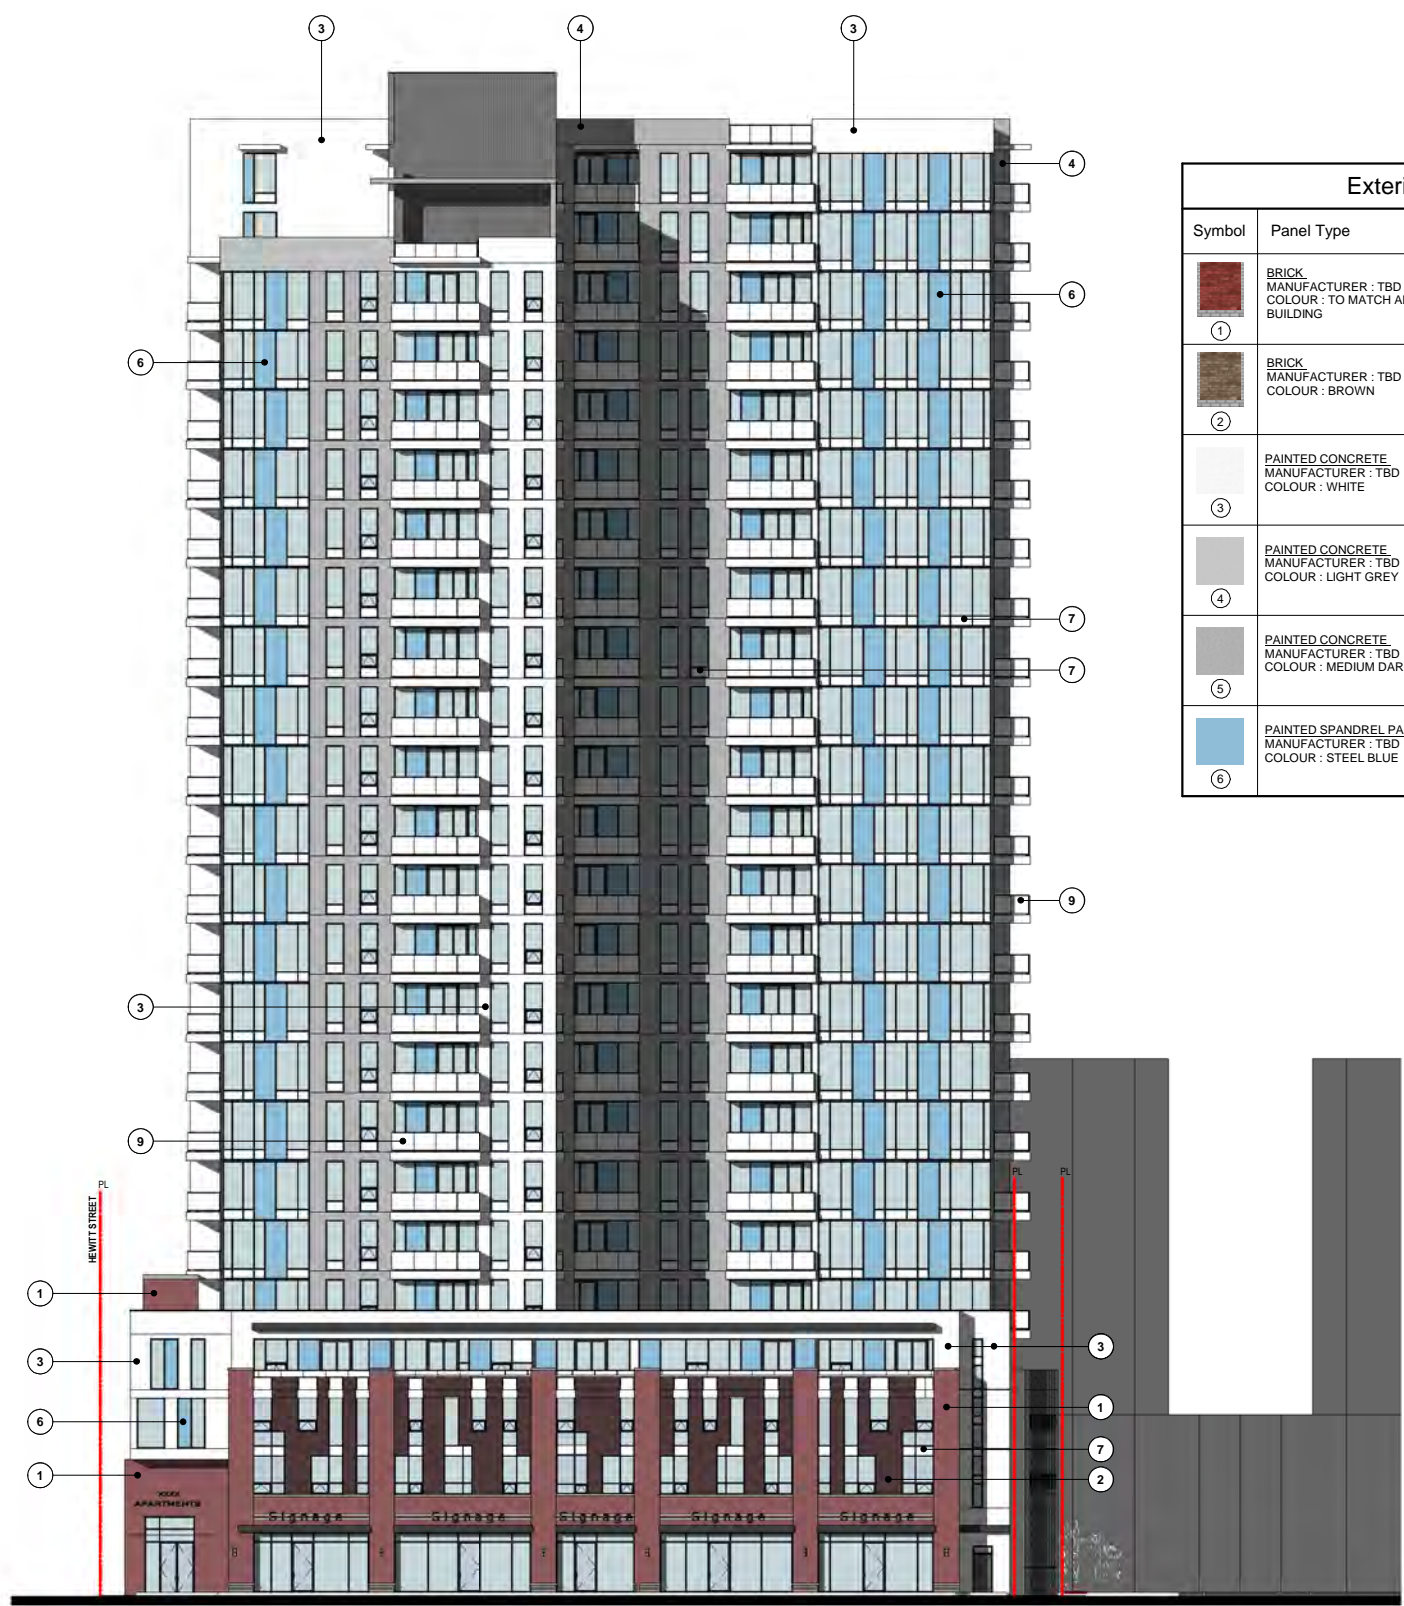 3
4
3
4
6
6
7
7
9
3
9
PL
PL
PL
HEWITT STREET
1
3
3
6
1
1
7
2
XXXX
APARTMENTS
Signage
Signage
Signage
Signage
Signage
Exteri
Symbol
Panel Type
BRICK
MANUFACTURER : TBD
COLOUR : TO MATCH
BUILDING
1
BRICK
MANUFACTURER : TBD
COLOUR : BROWN
2
PAINTED CONCRETE
MANUFACTURER : TBD
COLOUR : WHITE
3
PAINTED CONCRETE
MANUFACTURER : TBD
COLOUR : LIGHT GREY
4
PAINTED CONCRETE
MANUFACTURER : TBD
COLOUR : MEDIUM DAR
5
PAINTED SPANDREL PA
MANUFACTURER : TBD
COLOUR : STEEL BLUE
6